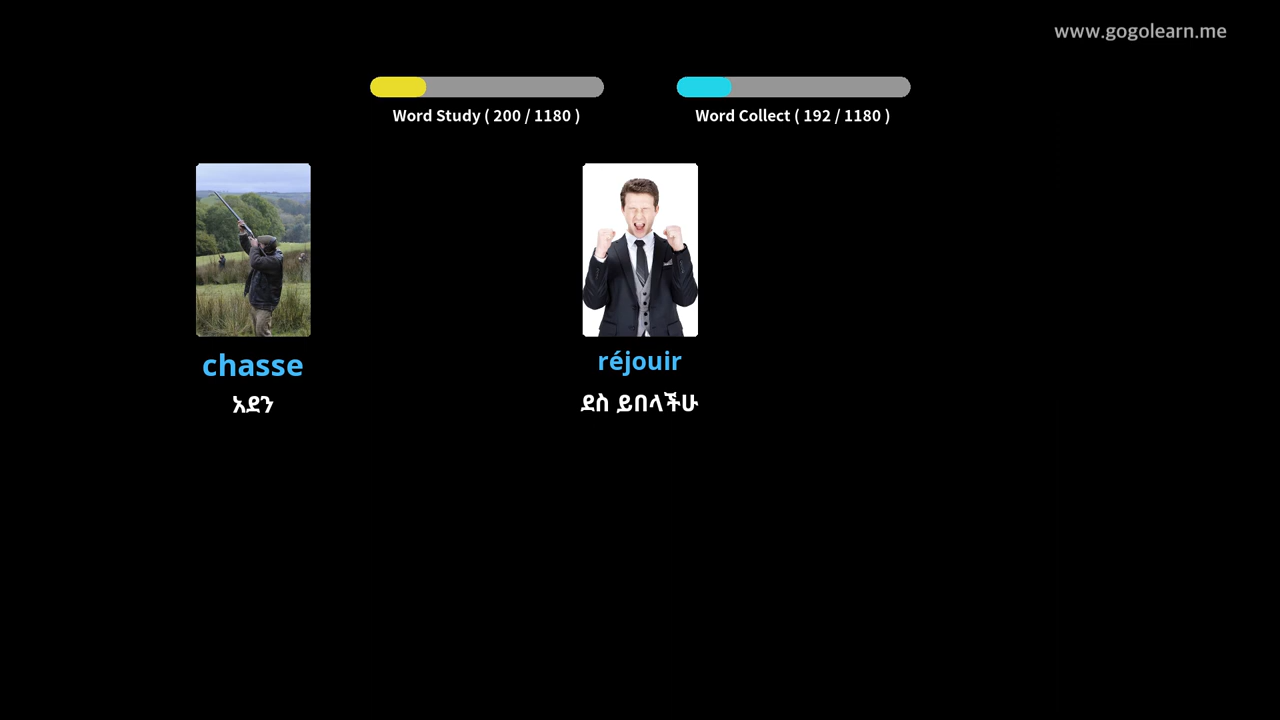 www.gogolearn.me
Word Study ( 200 / 1180 )
Word Collect ( 192 / 1180 )
chasse
አደን
réjouir
ደስ ይበላችሁ